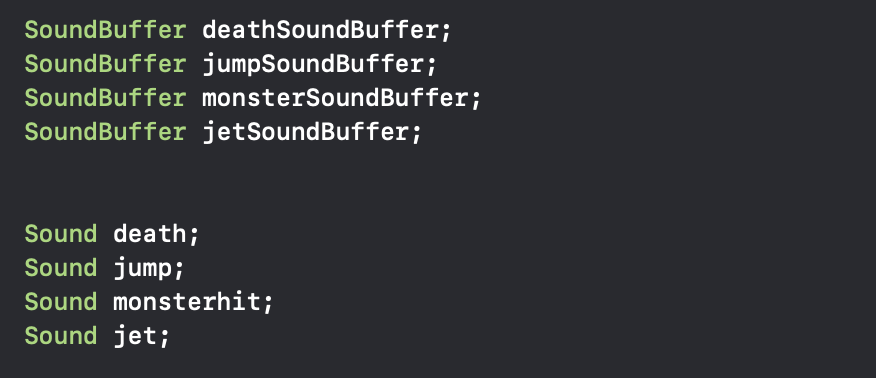 SoundBuffer deathSoundBuffer;
SoundBuffer jumpSoundBuffer;
SoundBuffer monsterSoundBuffer;
SoundBuffer jetSoundBuffer;
Sound death;
Sound jump;
Sound monsterhit;
Sound jet;